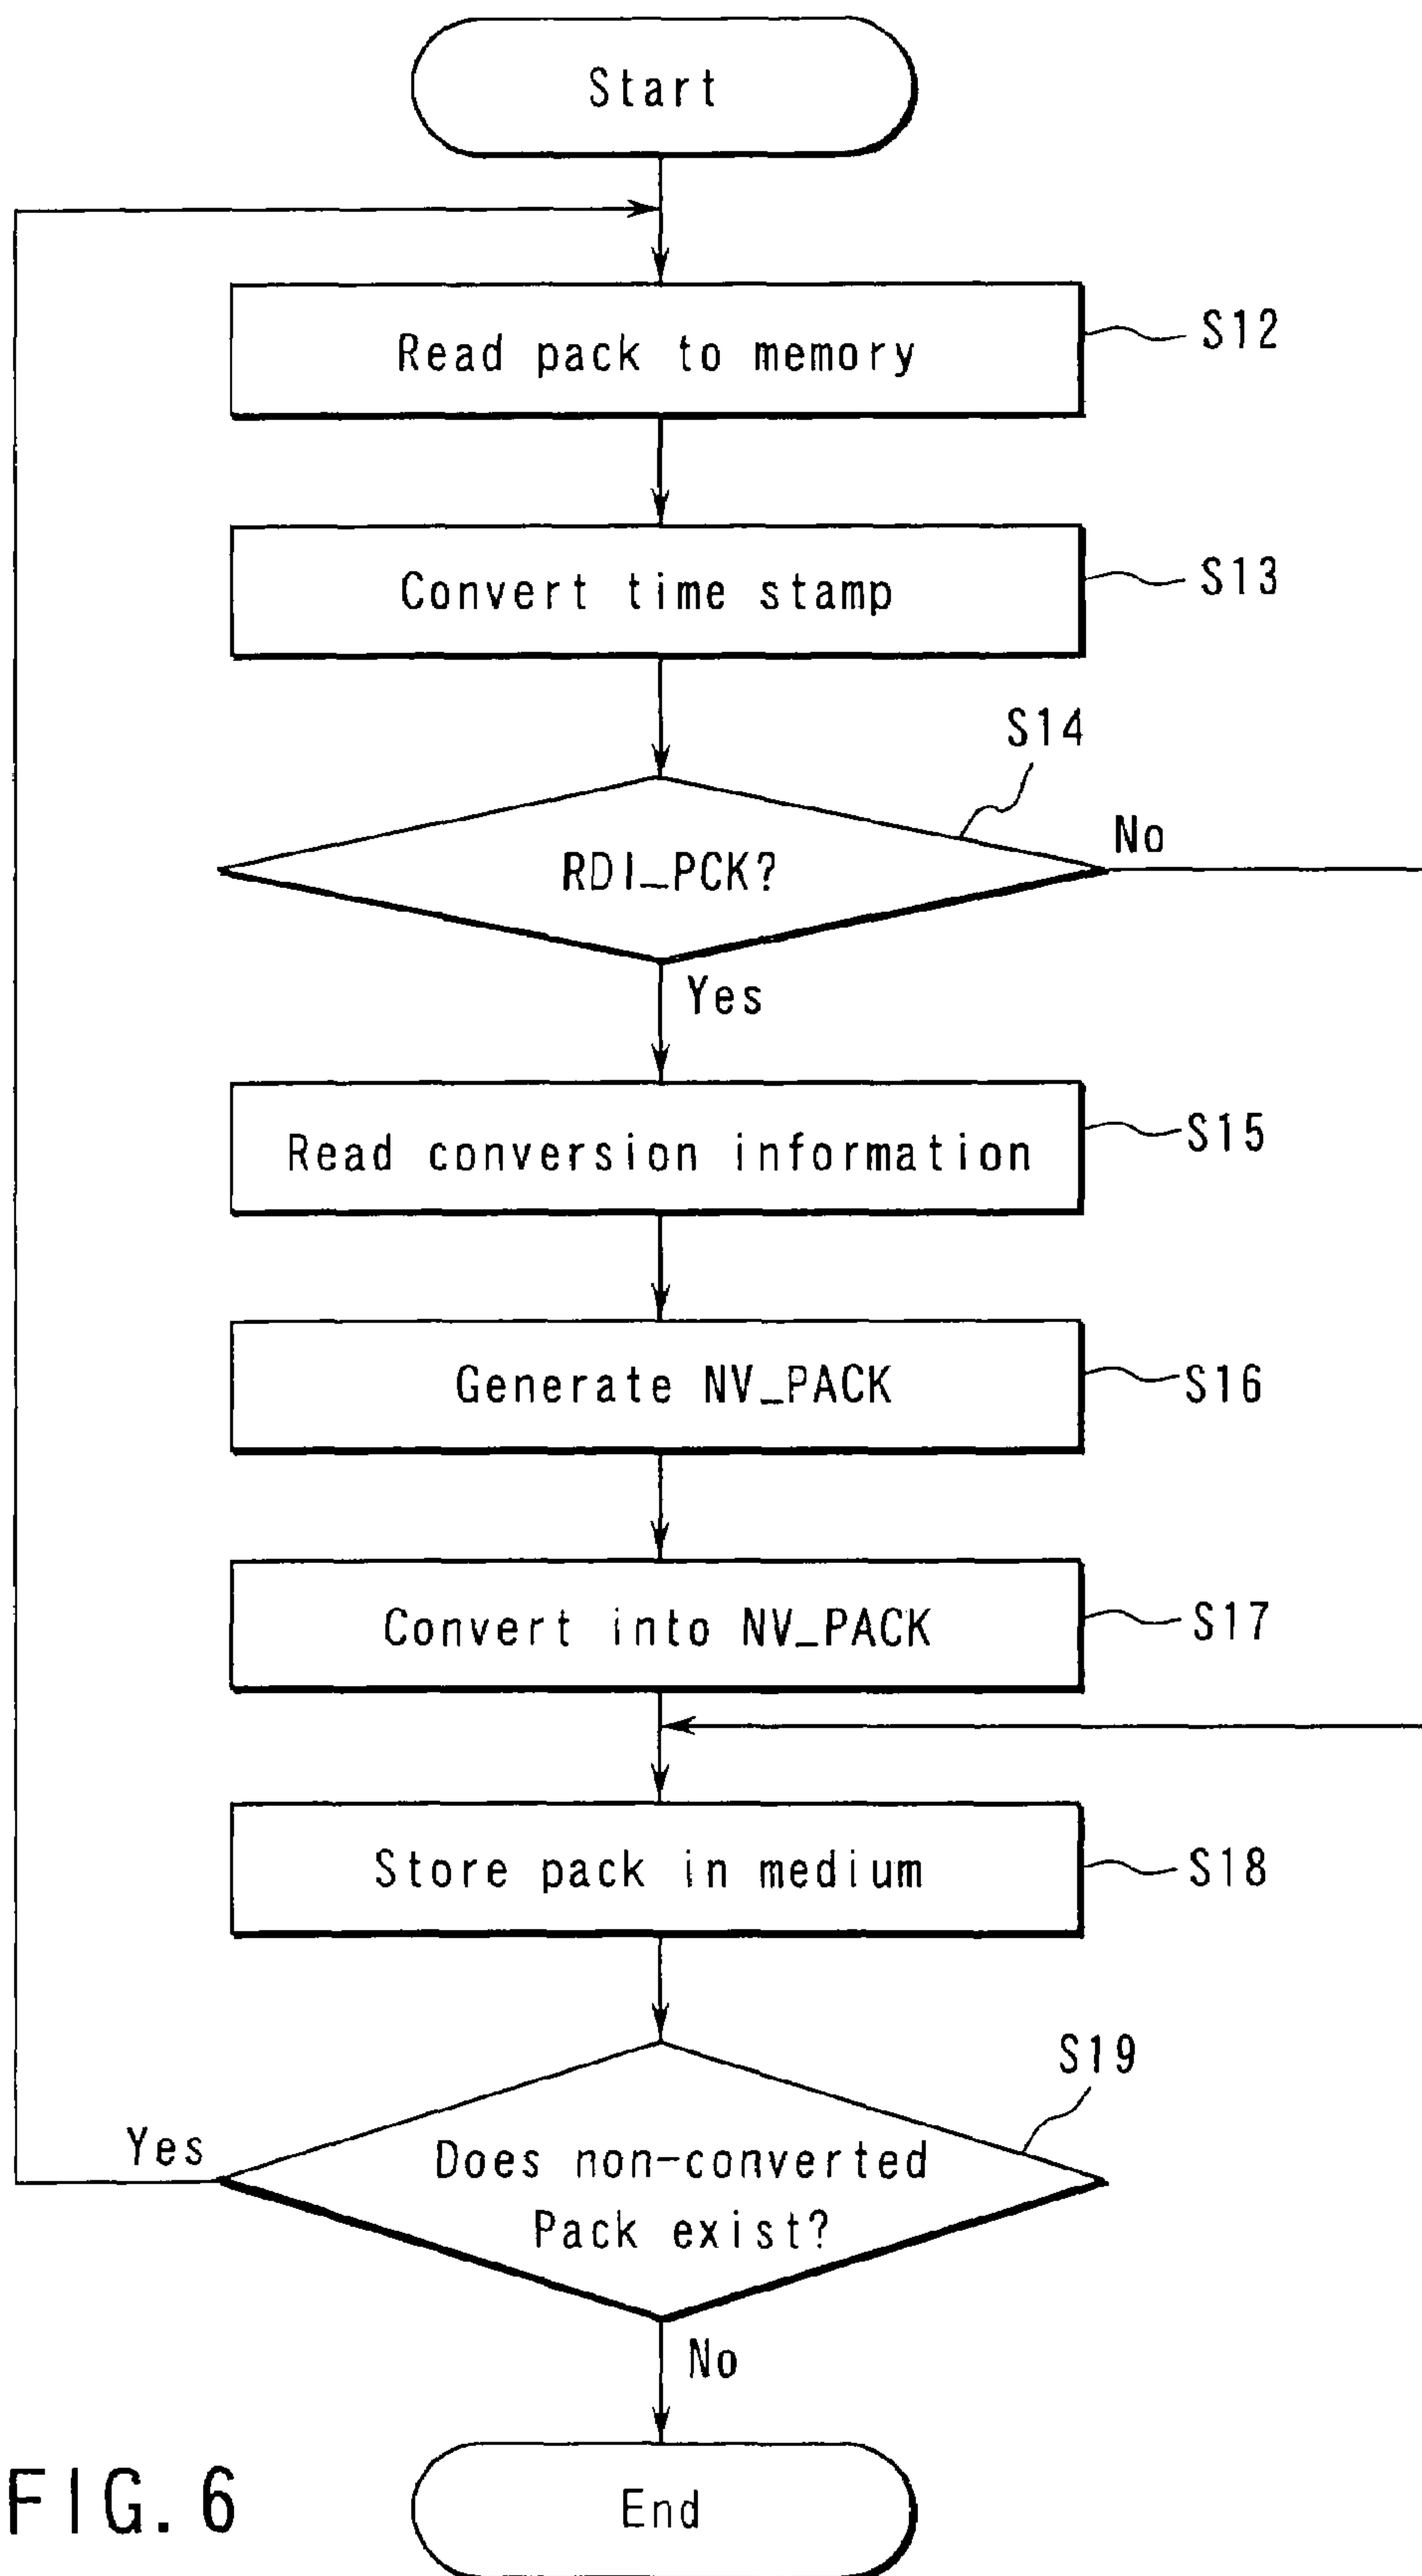 Start
Read pack to memory
S12
Convert time stamp
S13
S14
RDI_PCK?
No
Yes
Read conversion information
S15
Generate NV_PACK
S16
Convert into NV_PACK
S17
Store pack in medium
S18
S19
Yes
Does non-converted
Pack exist?
No
End
FIG. 6